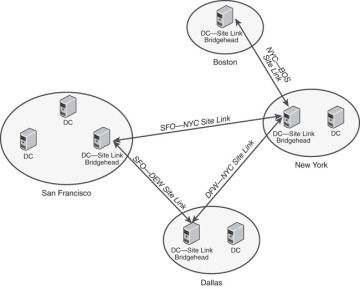 DC—Site Link
Bridgehead
Boston
NYC—BOS
Site Link
DC
DC
DC—Site Link
Bridgehead
San Francisco
SFO—NYC Site Link
DC—Site Link
Bridgehead
DC
New York
SFO—DFW Site Link
DFW—NYC Site Link
DC—Site Link
Bridgehead
DC
Dallas